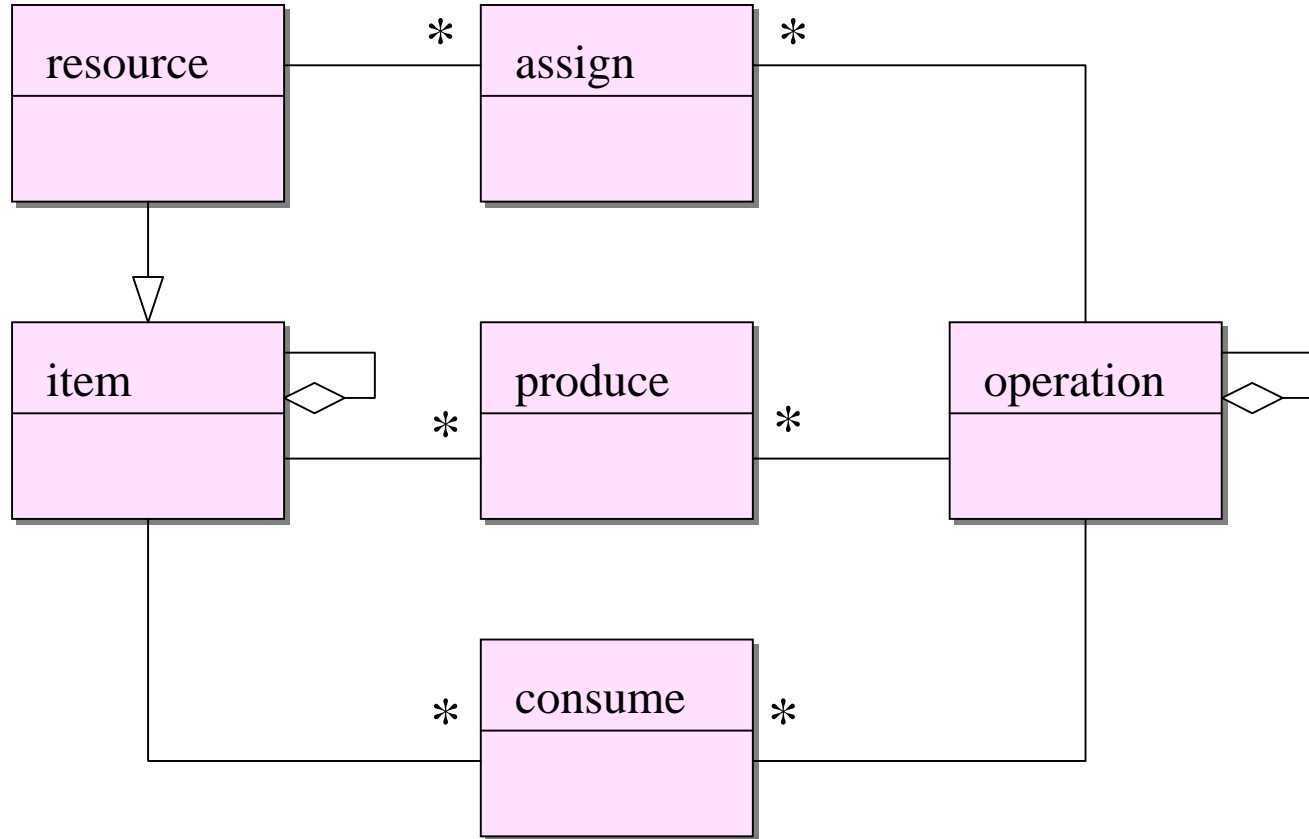 resource
*
assign
*
item
*
produce
*
operation
*
consume
*